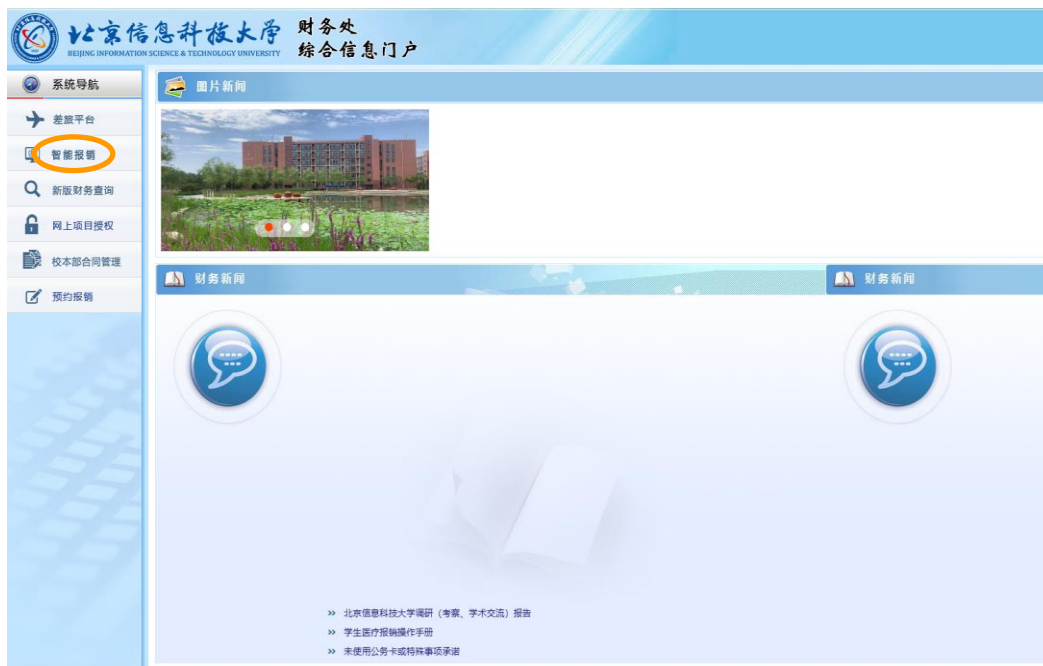 北京信息科技大学
BEIJING INFORMATION SCIENCE & TECHNOLOGY UNIVERSITY
财务处
综合信息门户
系统导航
差旅平台
智能报销
新版财务查询
网上项目授权
校本部合同管理
预约报销
图片新闻
财务新闻
财务新闻
北京信息科技大学调研（考察、学术交流）报告
学生医疗报销操作手册
未使用公务卡或特殊事项承诺